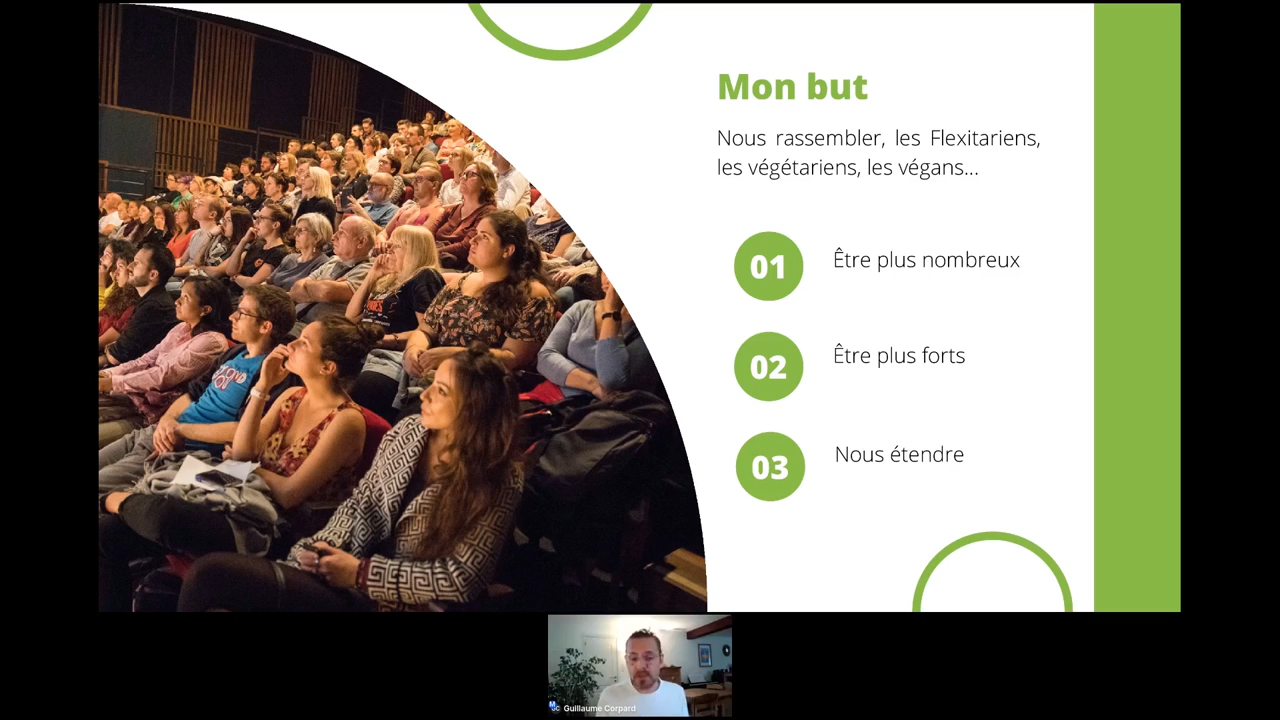 Mon but
Nous rassembler, les Flexitariens,
les végétariens, les végans...
01 Être plus nombreux
02 Être plus forts
03 Nous étendre
Guillaume Corpard